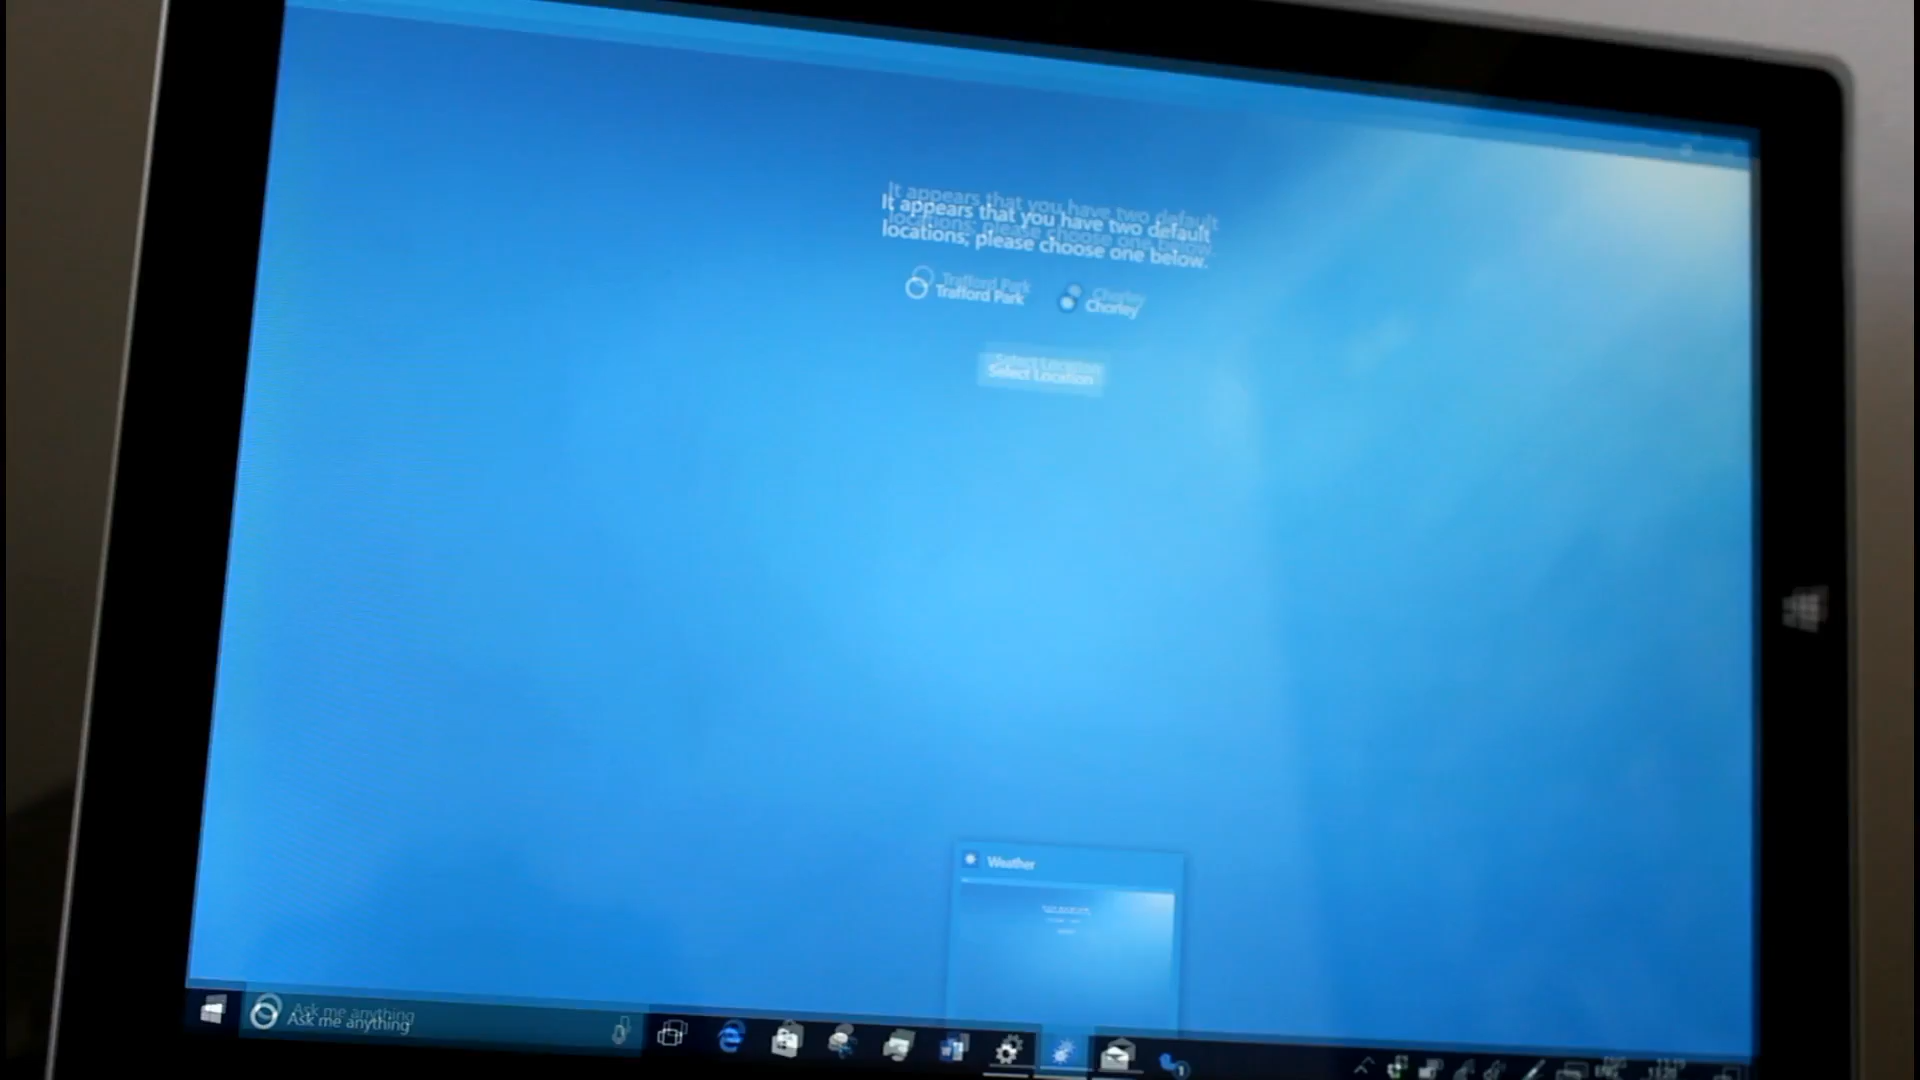 It appears that you have two default
locations; please choose one below.
Trafford Park
Chorley
Select Location
Weather
Ask me anything
1